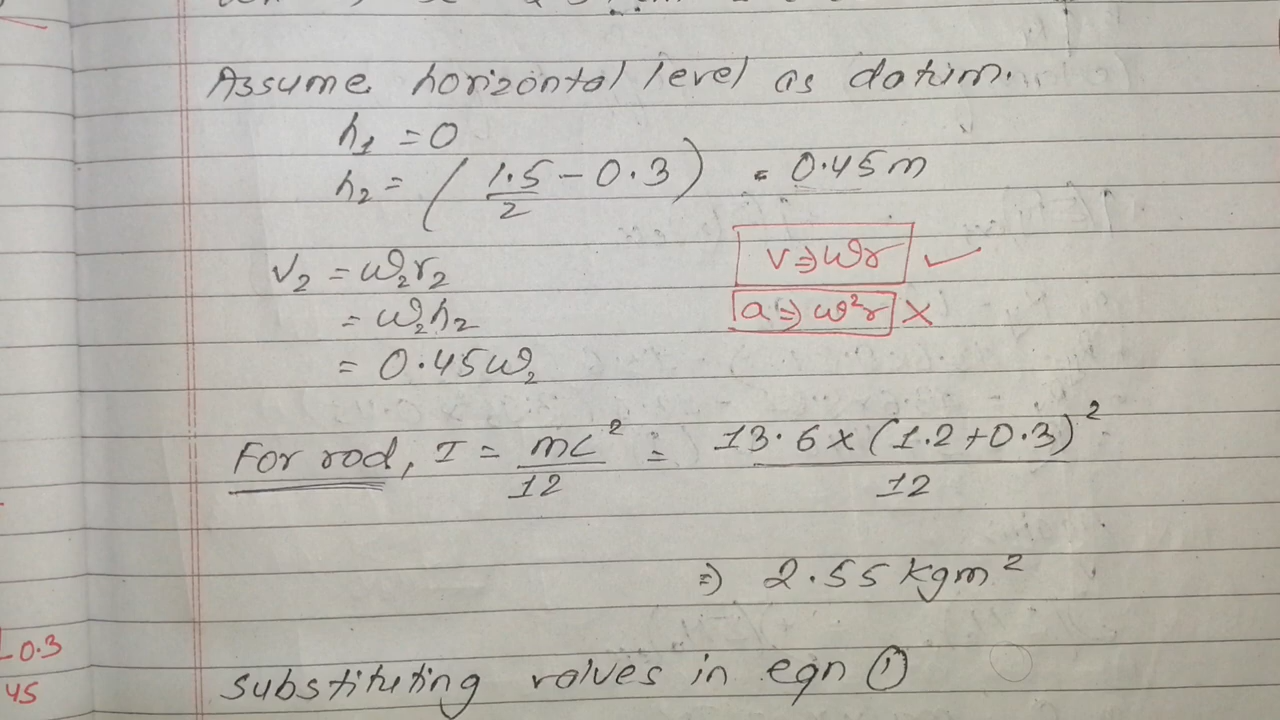 Assume horizontal level as datum.
h₁ = 0
h₂ = ( 1.5/2 - 0.3 ) = 0.45m
V₂ = ω₂r₂
v ⇒ ωr ✓
= ω₂h₂
a ⇒ ω²r ×
= 0.45ω₂
For rod, I = mL²/12 = 13.6 x (1.2 + 0.3)²/12
⇒ 2.55 kgm²
-0.3
45
substituting values in eqn ①